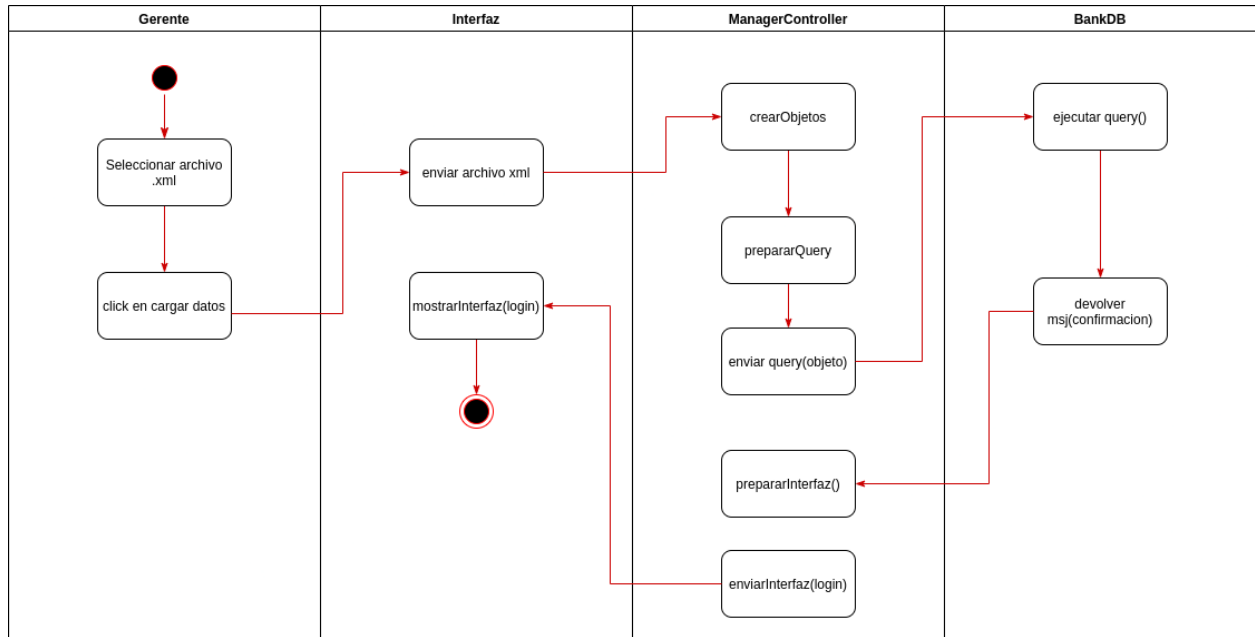 Gerente
Interfaz
ManagerController
BankDB
Seleccionar archivo
.xml
click en cargar datos
enviar archivo xml
mostrarInterfaz(login)
crearObjetos
prepararQuery
enviar query(objeto)
prepararInterfaz()
enviarInterfaz(login)
ejecutar query()
devolver
msj(confirmacion)